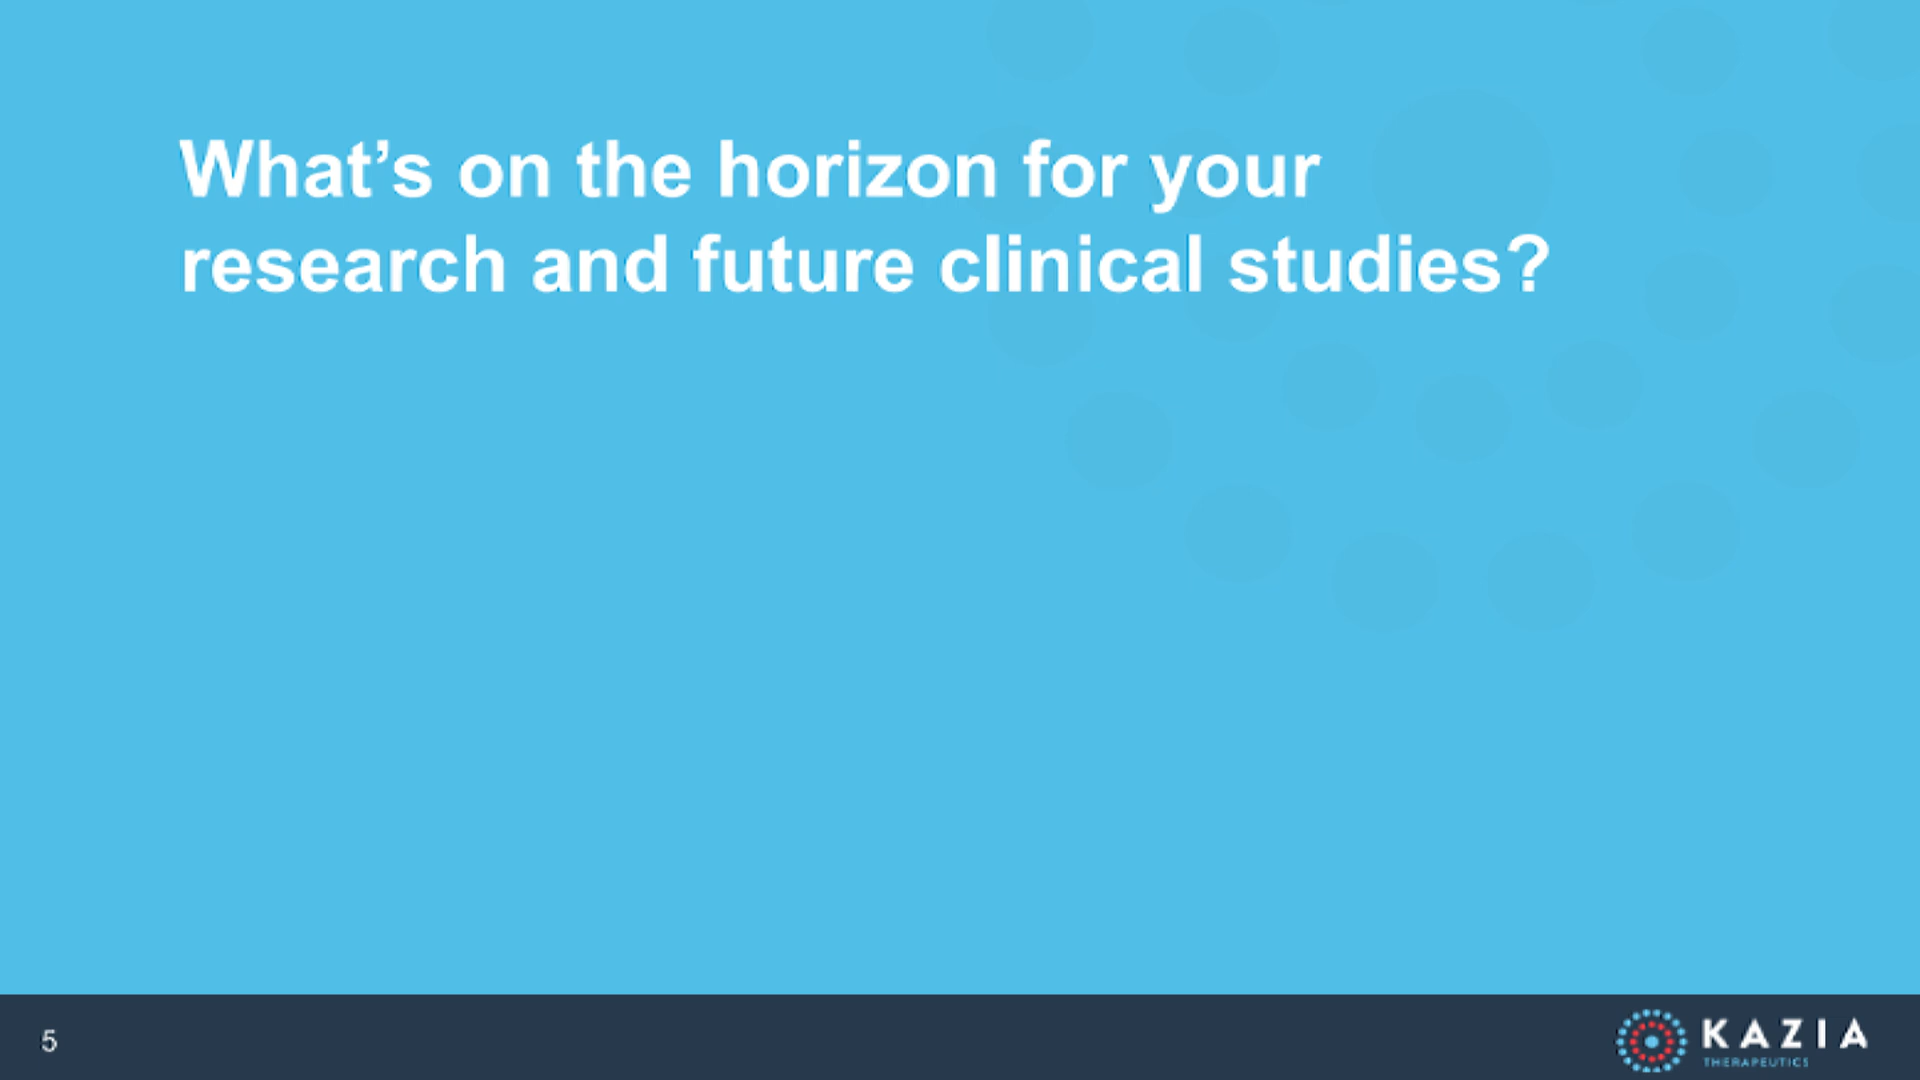 What’s on the horizon for your
research and future clinical studies?
5
KAZIA
THERAPEUTICS